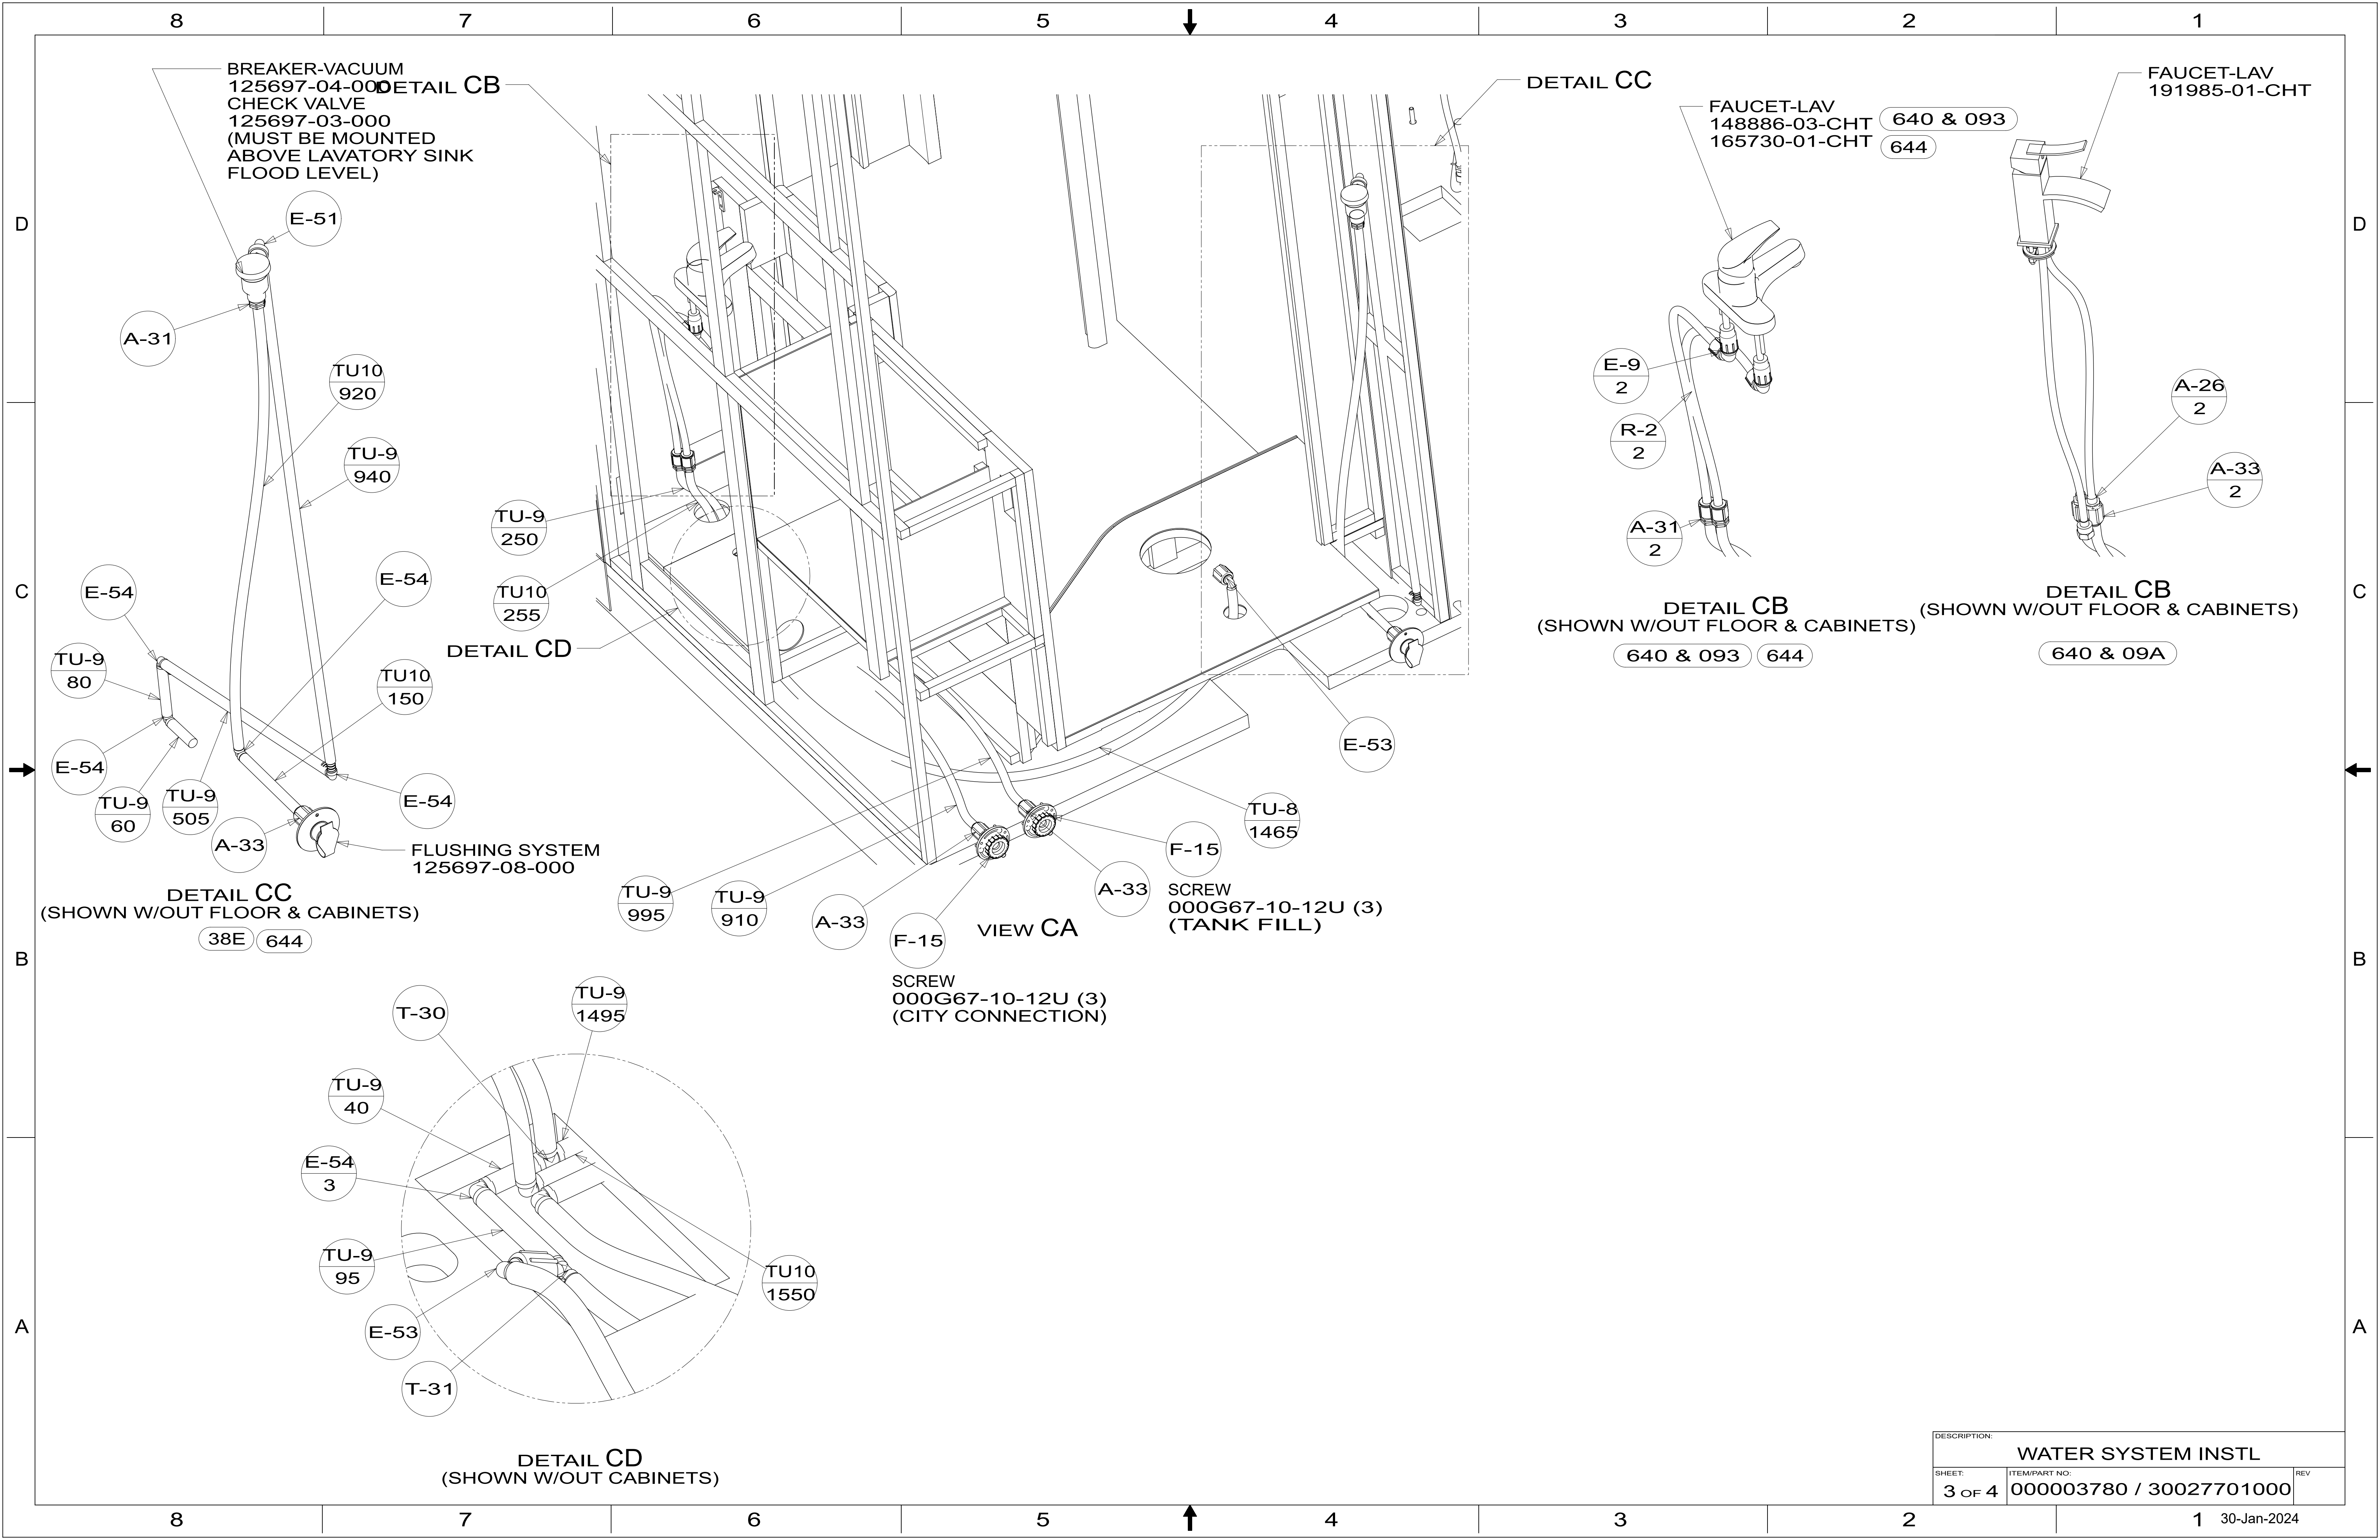 8 7 6 5 4 3 2 1
D
C
B
A
D
C
B
A
BREAKER-VACUUM
125697-04-000
CHECK VALVE
125697-03-000
(MUST BE MOUNTED
ABOVE LAVATORY SINK
FLOOD LEVEL)
E-51
A-31
TU10
920
TU-9
940
E-54
E-54
TU-9
80
TU10
150
E-54
TU-9
60
TU-9
505
E-54
A-33
FLUSHING SYSTEM
125697-08-000
DETAIL CC
(SHOWN W/OUT FLOOR & CABINETS)
38E
644
DETAIL CB
DETAIL CC
TU-9
250
TU10
255
DETAIL CD
E-53
TU-8
1465
F-15
SCREW
000G67-10-12U (3)
(TANK FILL)
A-33
TU-9
995
TU-9
910
A-33
F-15
SCREW
000G67-10-12U (3)
(CITY CONNECTION)
VIEW CA
FAUCET-LAV
148886-03-CHT
640 & 093
165730-01-CHT
644
E-9
2
R-2
2
A-31
2
DETAIL CB
(SHOWN W/OUT FLOOR & CABINETS)
640 & 093
644
FAUCET-LAV
191985-01-CHT
A-26
2
A-33
2
DETAIL CB
(SHOWN W/OUT FLOOR & CABINETS)
640 & 09A
T-30
TU-9
1495
TU-9
40
E-54
3
TU-9
95
E-53
T-31
TU10
1550
DETAIL CD
(SHOWN W/OUT CABINETS)
DESCRIPTION:
WATER SYSTEM INSTL
SHEET:
3 OF 4
ITEM/PART NO:
000003780 / 30027701000
REV
8 7 6 5 4 3 2 1
30-Jan-2024